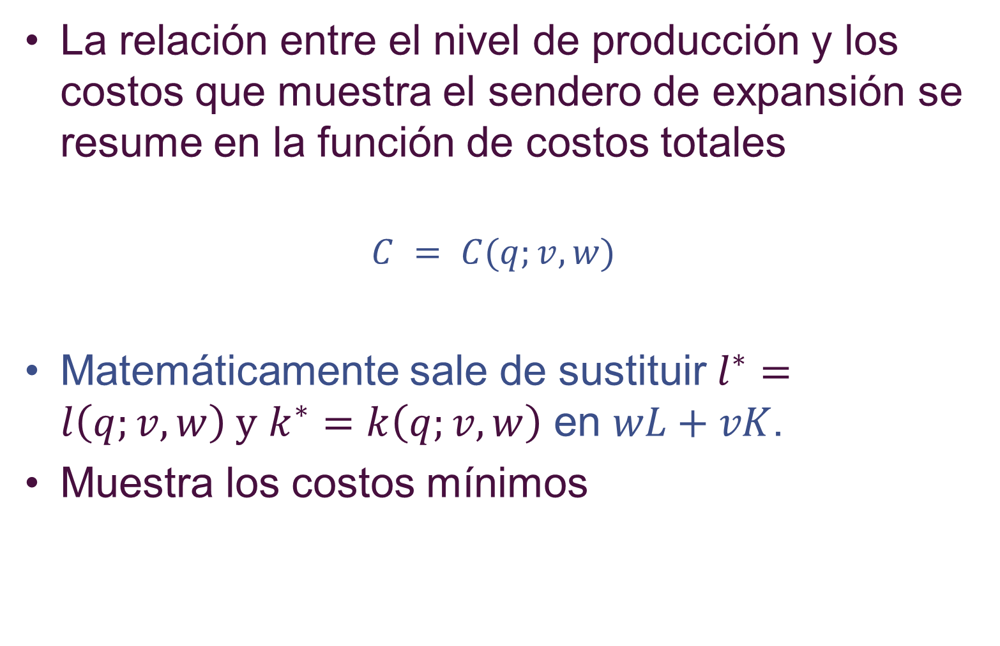 • La relación entre el nivel de producción y los
costos que muestra el sendero de expansión se
resume en la función de costos totales
C = C(q; v, w)
• Matemáticamente sale de sustituir l* =
l(q; v, w) y k* = k(q; v, w) en wL + vK.
• Muestra los costos mínimos